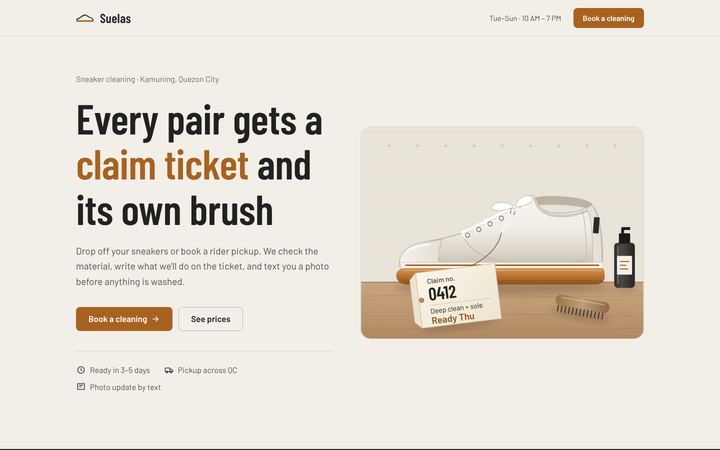 Suelas
Tue–Sun · 10 AM – 7 PM
Book a cleaning
Sneaker cleaning · Kamuning, Quezon City
Every pair gets a
claim ticket and
its own brush
Drop off your sneakers or book a rider pickup. We check the
material, write what we'll do on the ticket, and text you a photo
before anything is washed.
Book a cleaning →
See prices
Ready in 3–5 days
Pickup across QC
Photo update by text
Claim no.
0412
Deep clean + sole
Ready Thu